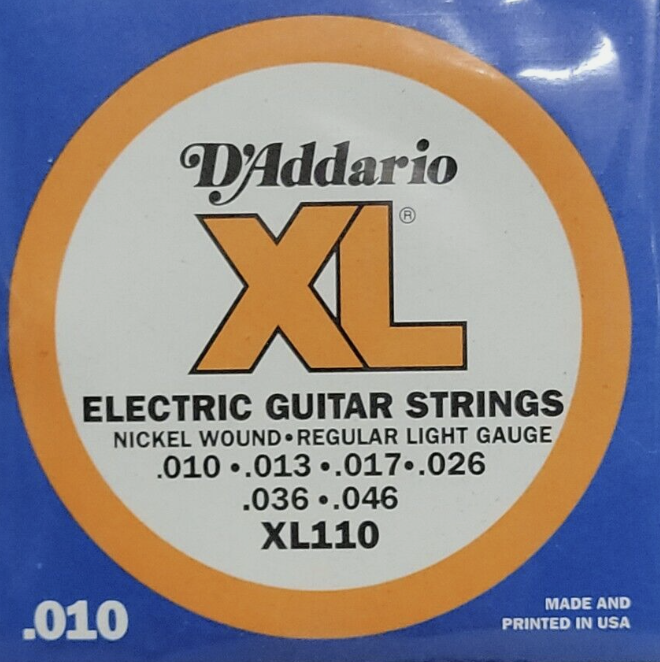 D'Addario
XL®
ELECTRIC GUITAR STRINGS
NICKEL WOUND•REGULAR LIGHT GAUGE
.010 •.013 •.017•.026
.036 •.046
XL110
.010
MADE AND
PRINTED IN USA